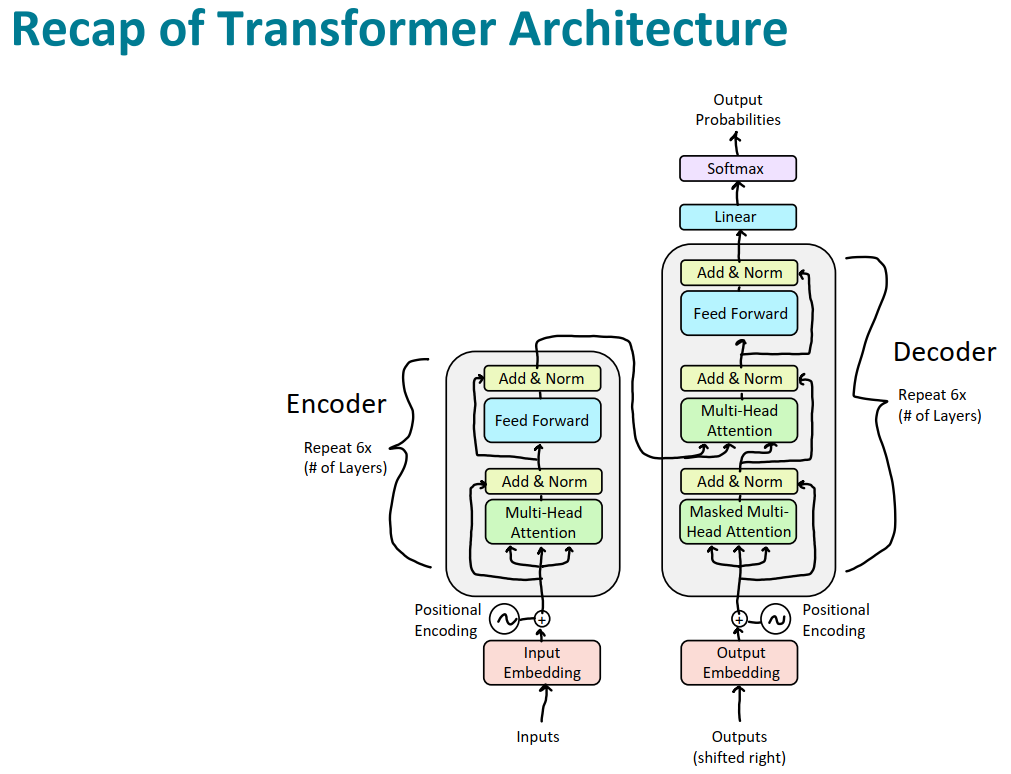 Recap of Transformer Architecture
Output
Probabilities
Softmax
Linear
Add & Norm
Feed Forward
Add & Norm
Multi-Head
Attention
Add & Norm
Masked Multi-
Head Attention
Decoder
Repeat 6x
(# of Layers)
Encoder
Repeat 6x
(# of Layers)
Add & Norm
Feed Forward
Add & Norm
Multi-Head
Attention
Positional
Encoding
+
Input
Embedding
Inputs
+
Positional
Encoding
Output
Embedding
Outputs
(shifted right)